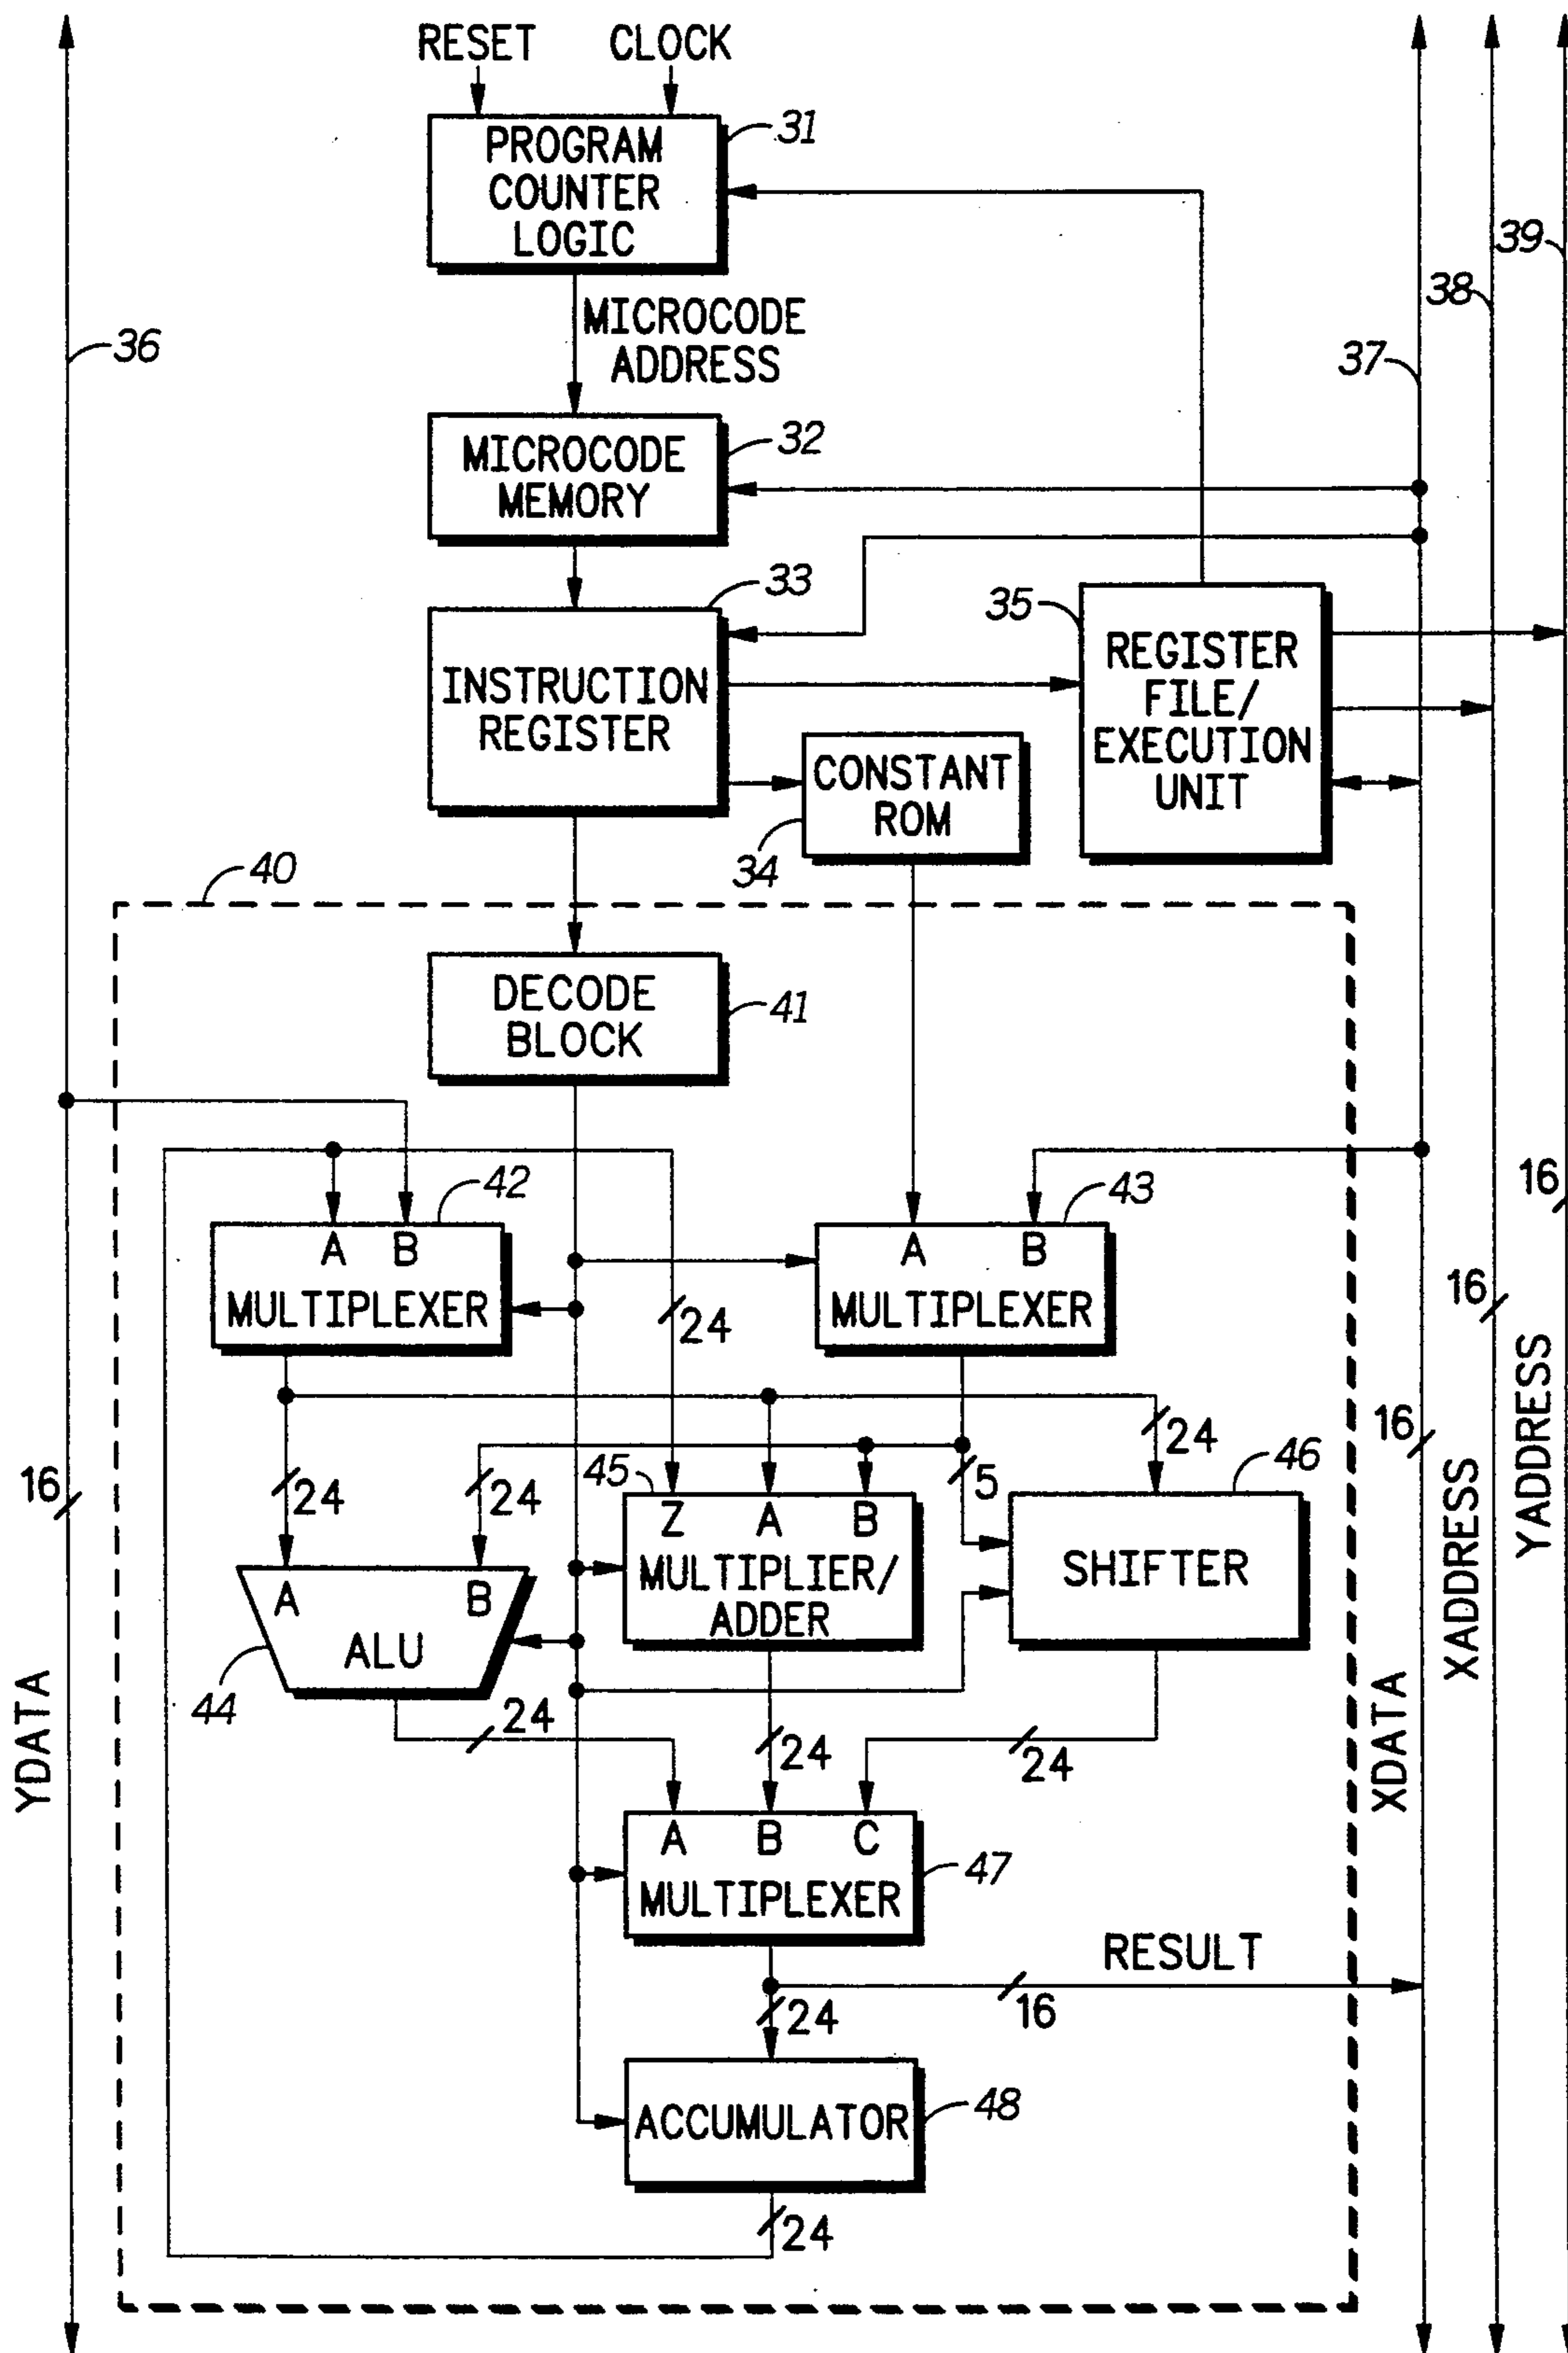 RESET
CLOCK
PROGRAM
COUNTER
LOGIC
31
MICROCODE
ADDRESS
36
39
38
37
MICROCODE
MEMORY
32
INSTRUCTION
REGISTER
33
35
REGISTER
FILE/
EXECUTION
UNIT
CONSTANT
ROM
34
40
DECODE
BLOCK
41
42
43
A B
MULTIPLEXER
A B
MULTIPLEXER
24
16
16
16
YADDRESS
XADDRESS
24
24
24
5
24
16
45
46
Z A B
MULTIPLIER/
ADDER
SHIFTER
A B
ALU
44
YDATA
XDATA
24
24
24
A B C
MULTIPLEXER
47
RESULT
24
16
ACCUMULATOR
48
24